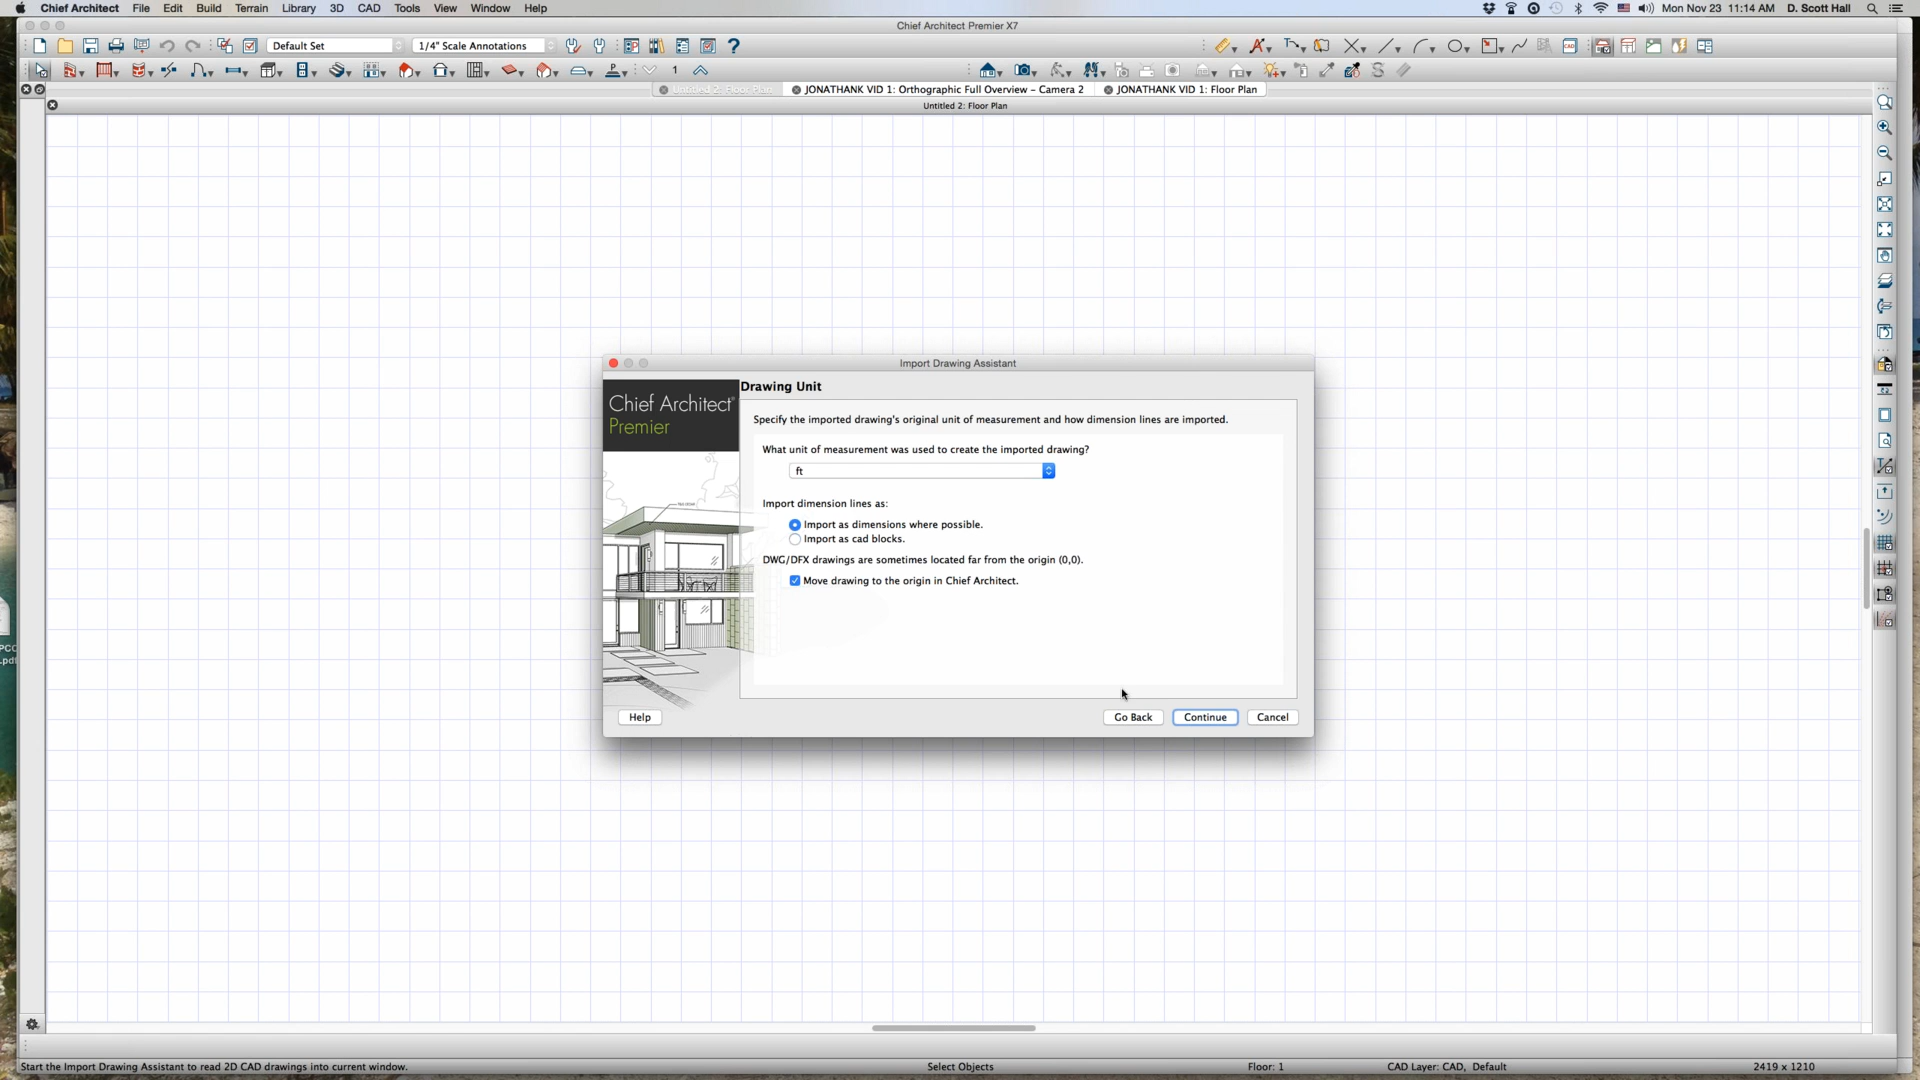 Chief Architect File Edit Build Terrain Library 3D CAD Tools View Window Help Mon Nov 23 11:14 AM D. Scott Hall
Chief Architect Premier X7
Default Set 1/4" Scale Annotations
1
Untitled 2: Floor Plan JONATHANK VID 1: Orthographic Full Overview - Camera 2 JONATHANK VID 1: Floor Plan
Untitled 2: Floor Plan
Import Drawing Assistant
Chief Architect®
Premier
Drawing Unit
Specify the imported drawing's original unit of measurement and how dimension lines are imported.
What unit of measurement was used to create the imported drawing?
ft
Import dimension lines as:
Import as dimensions where possible.
Import as cad blocks.
DWG/DFX drawings are sometimes located far from the origin (0,0).
Move drawing to the origin in Chief Architect.
Help Go Back Continue Cancel
.pdf
Start the Import Drawing Assistant to read 2D CAD drawings into current window. Select Objects Floor: 1 CAD Layer: CAD, Default 2419 x 1210